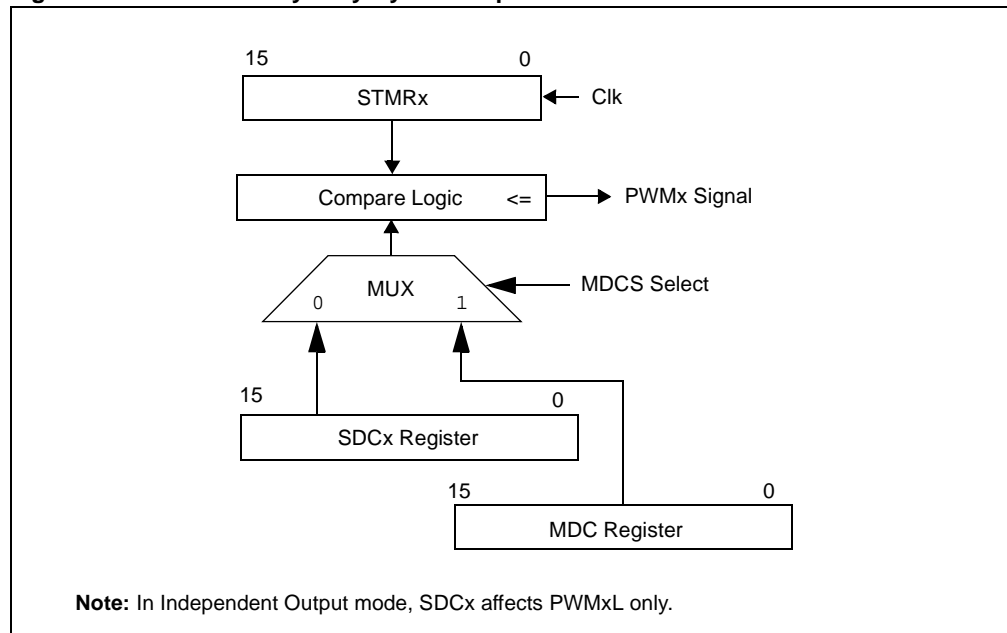 15 0
STMRx
Clk
Compare Logic <=
PWMx Signal
MUX
MDCS Select
0 1
15 0
SDCx Register
15 0
MDC Register
Note: In Independent Output mode, SDCx affects PWMxL only.